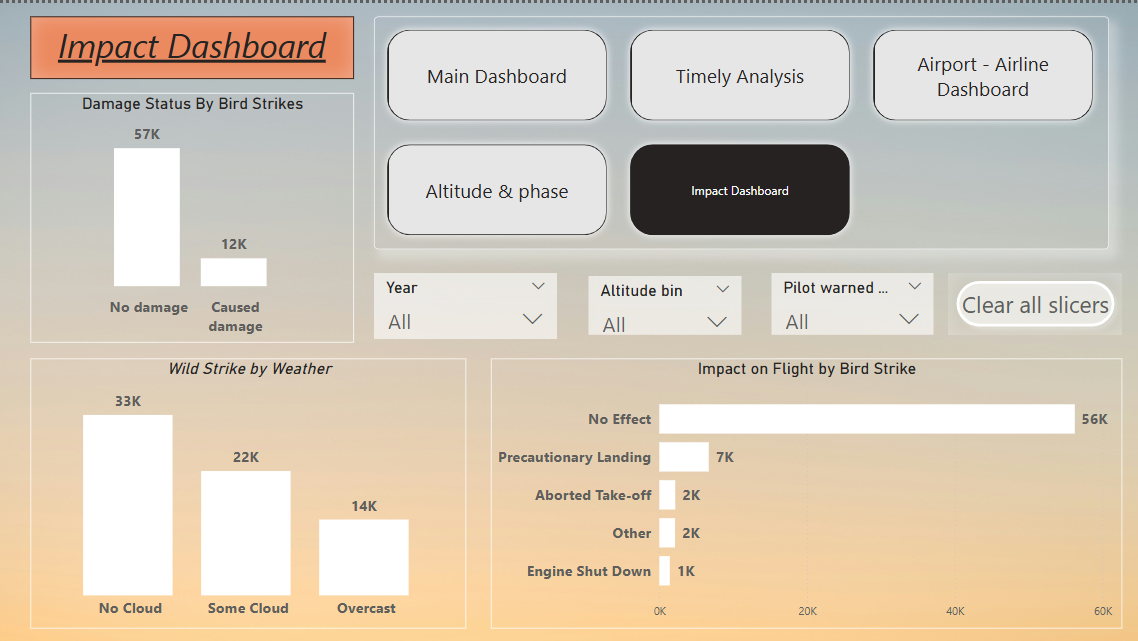 Impact Dashboard
Main Dashboard
Timely Analysis
Airport - Airline
Dashboard
Altitude & phase
Impact Dashboard
Damage Status By Bird Strikes
57K
12K
No damage
Caused
damage
Year
All
Altitude bin
All
Pilot warned ...
All
Clear all slicers
Wild Strike by Weather
33K
22K
14K
No Cloud
Some Cloud
Overcast
Impact on Flight by Bird Strike
No Effect
56K
Precautionary Landing
7K
Aborted Take-off
2K
Other
2K
Engine Shut Down
1K
0K
20K
40K
60K